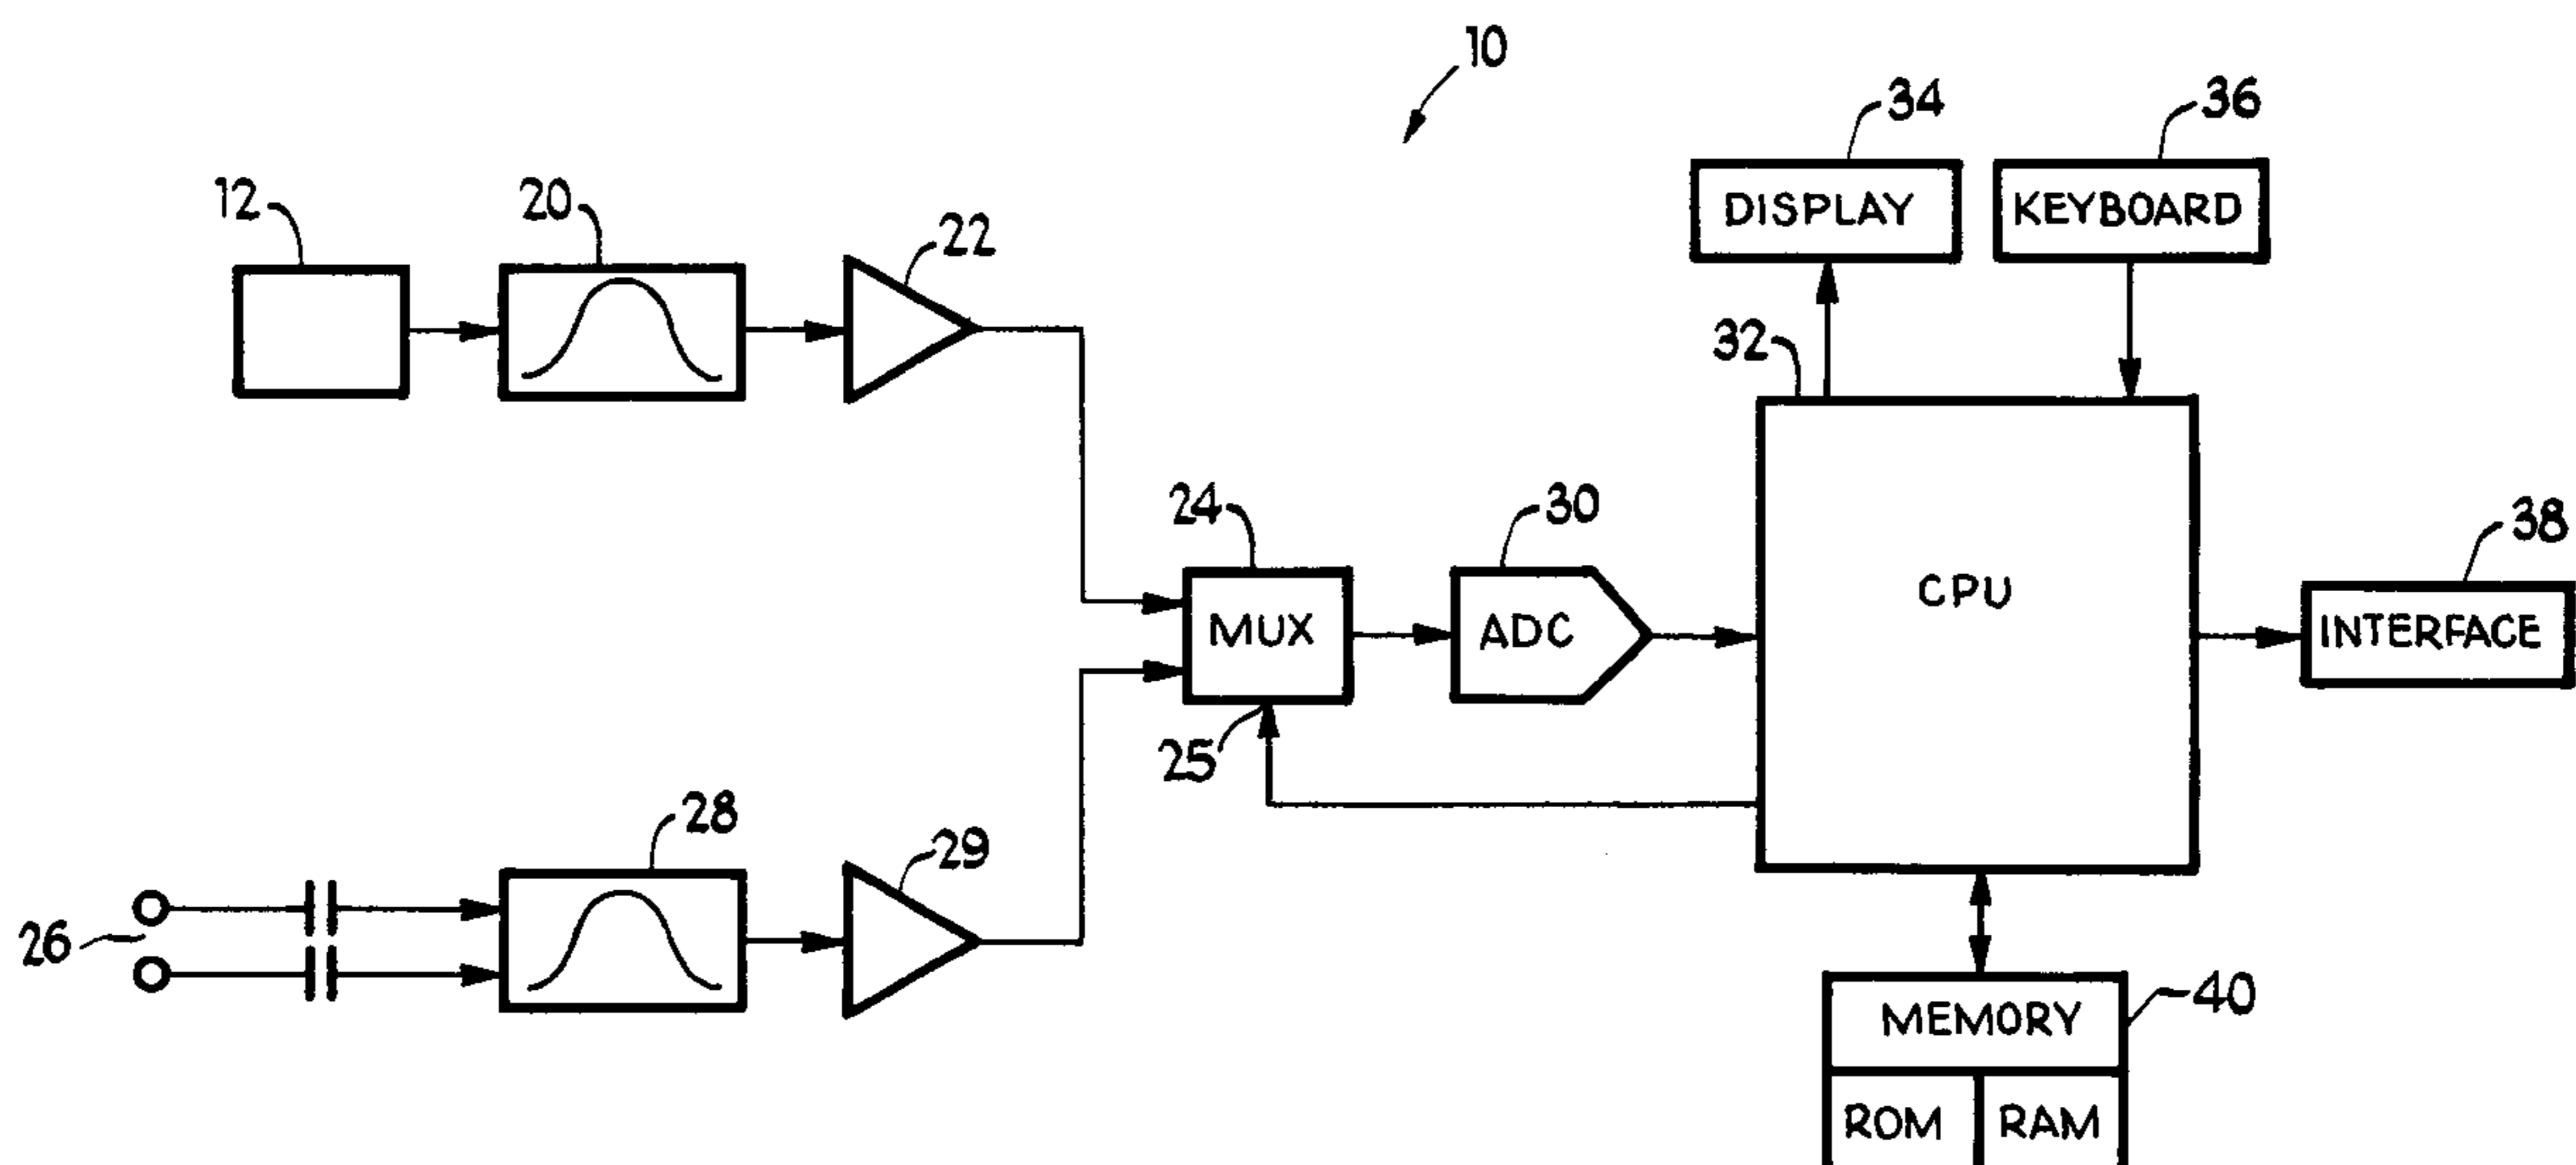 10
34
36
DISPLAY
KEYBOARD
12
20
22
32
24
30
38
MUX
ADC
CPU
INTERFACE
25
28
29
26
MEMORY
40
ROM
RAM